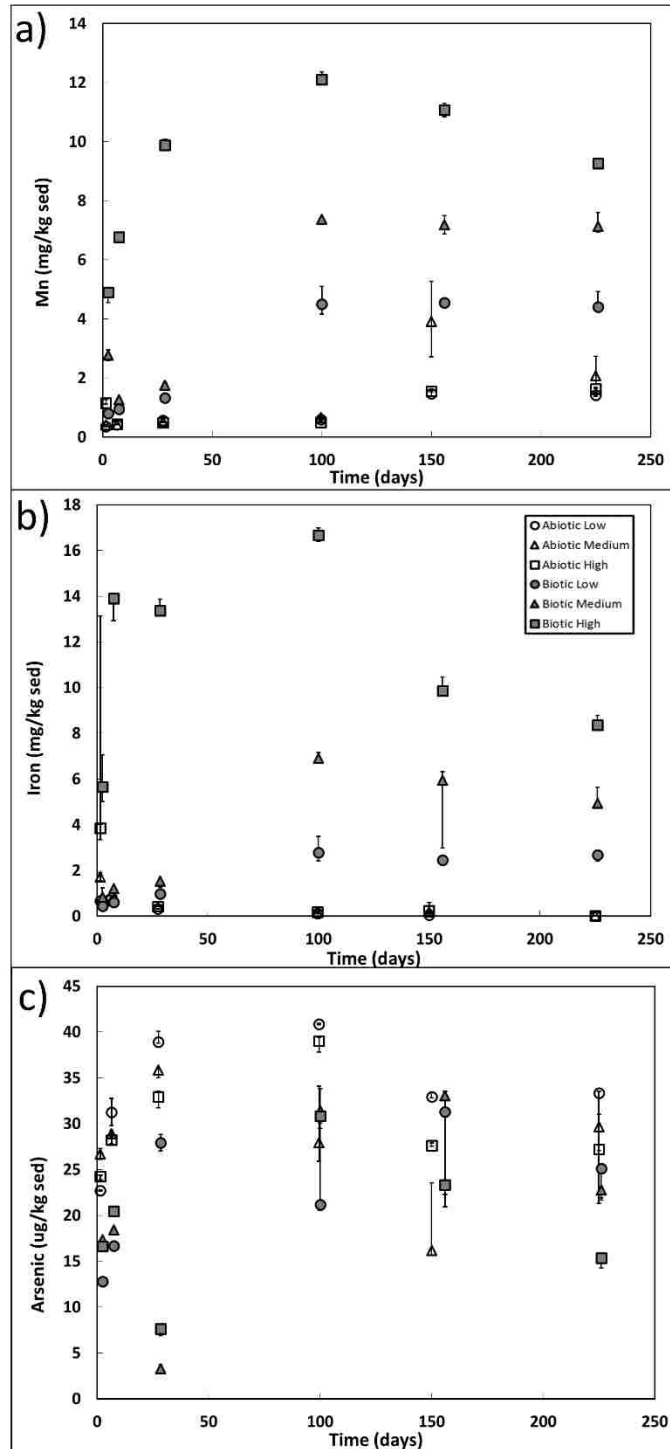 a)
14
12
10
8
6
4
2
0
Mn (mg/kg sed)
0 50 100 150 200 250
Time (days)
b)
18
16
14
12
10
8
6
4
2
0
Iron (mg/kg sed)
Abiotic Low
Abiotic Medium
Abiotic High
Biotic Low
Biotic Medium
Biotic High
0 50 100 150 200 250
Time (days)
c)
45
40
35
30
25
20
15
10
5
0
Arsenic (ug/kg sed)
0 50 100 150 200 250
Time (days)